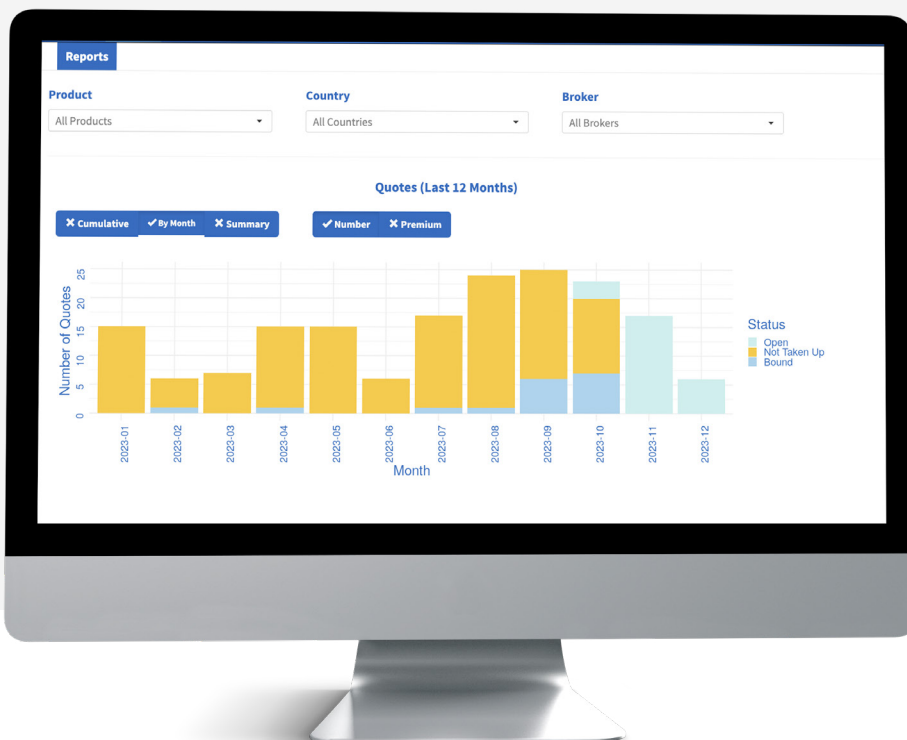 Reports
Product Country Broker
All Products All Countries All Brokers
Quotes (Last 12 Months)
Cumulative By Month Summary Number Premium
25
20
15
10
5
0
Number of Quotes
2023-01 2023-02 2023-03 2023-04 2023-05 2023-06 2023-07 2023-08 2023-09 2023-10 2023-11 2023-12
Month
Status
Open
Not Taken Up
Bound